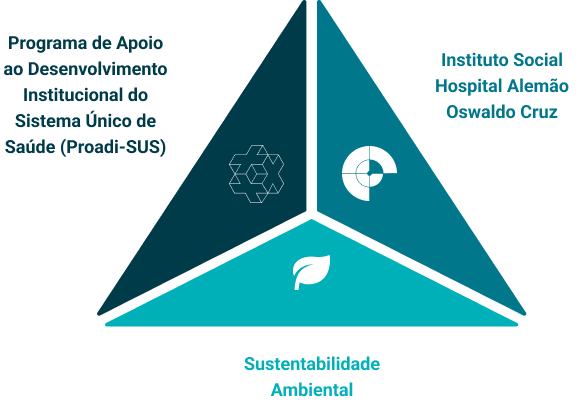 Programa de Apoio
ao Desenvolvimento
Institucional do
Sistema Único de
Saúde (Proadi-SUS)
Instituto Social
Hospital Alemão
Oswaldo Cruz
Sustentabilidade
Ambiental